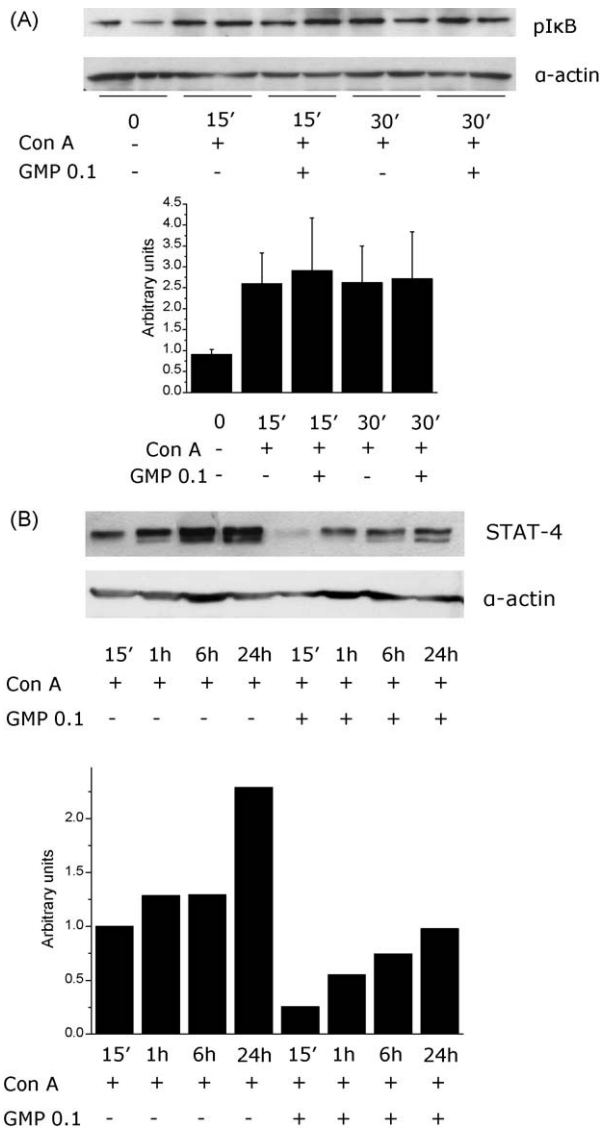 (A)
pIκB
α-actin
0 15′ 15′ 30′ 30′
Con A - + + + +
GMP 0.1 - - + - +
4.5
4.0
3.5
3.0
2.5
2.0
1.5
1.0
0.5
0.0
Arbitrary units
0 15′ 15′ 30′ 30′
Con A - + + + +
GMP 0.1 - - + - +
(B)
STAT-4
α-actin
15′ 1h 6h 24h 15′ 1h 6h 24h
Con A + + + + + + + +
GMP 0.1 - - - - + + + +
2.0
1.5
1.0
0.5
0.0
Arbitrary units
15′ 1h 6h 24h 15′ 1h 6h 24h
Con A + + + + + + + +
GMP 0.1 - - - - + + + +